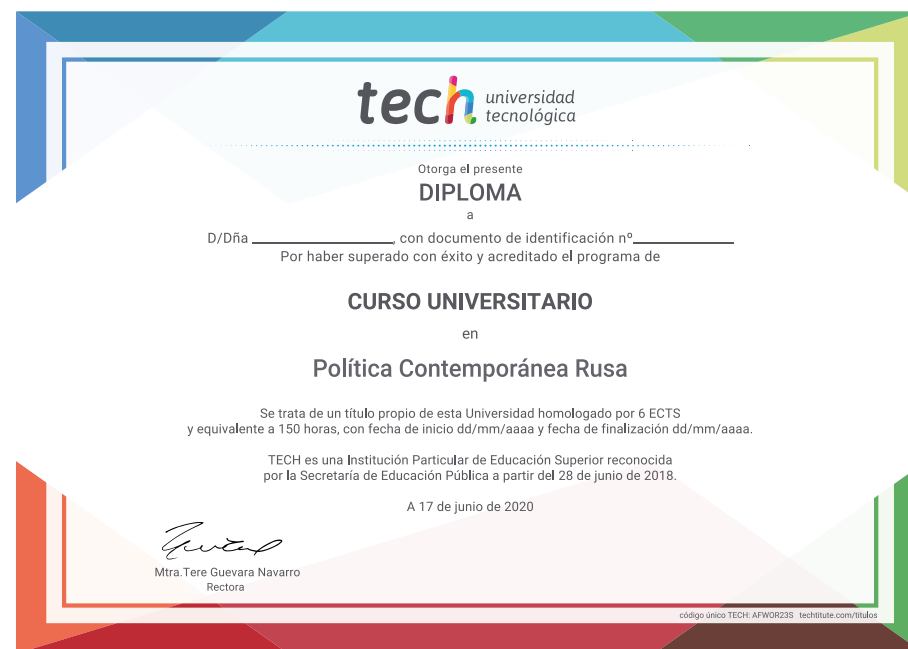 tech universidad
tecnológica
Otorga el presente
DIPLOMA
a
D/Dña ____________________, con documento de identificación nº______________
Por haber superado con éxito y acreditado el programa de
CURSO UNIVERSITARIO
en
Política Contemporánea Rusa
Se trata de un título propio de esta Universidad homologado por 6 ECTS
y equivalente a 150 horas, con fecha de inicio dd/mm/aaaa y fecha de finalización dd/mm/aaaa.
TECH es una Institución Particular de Educación Superior reconocida
por la Secretaría de Educación Pública a partir del 28 de junio de 2018.
A 17 de junio de 2020
Mtra.Tere Guevara Navarro
Rectora
código único TECH: AFWOR23S techtitute.com/titulos